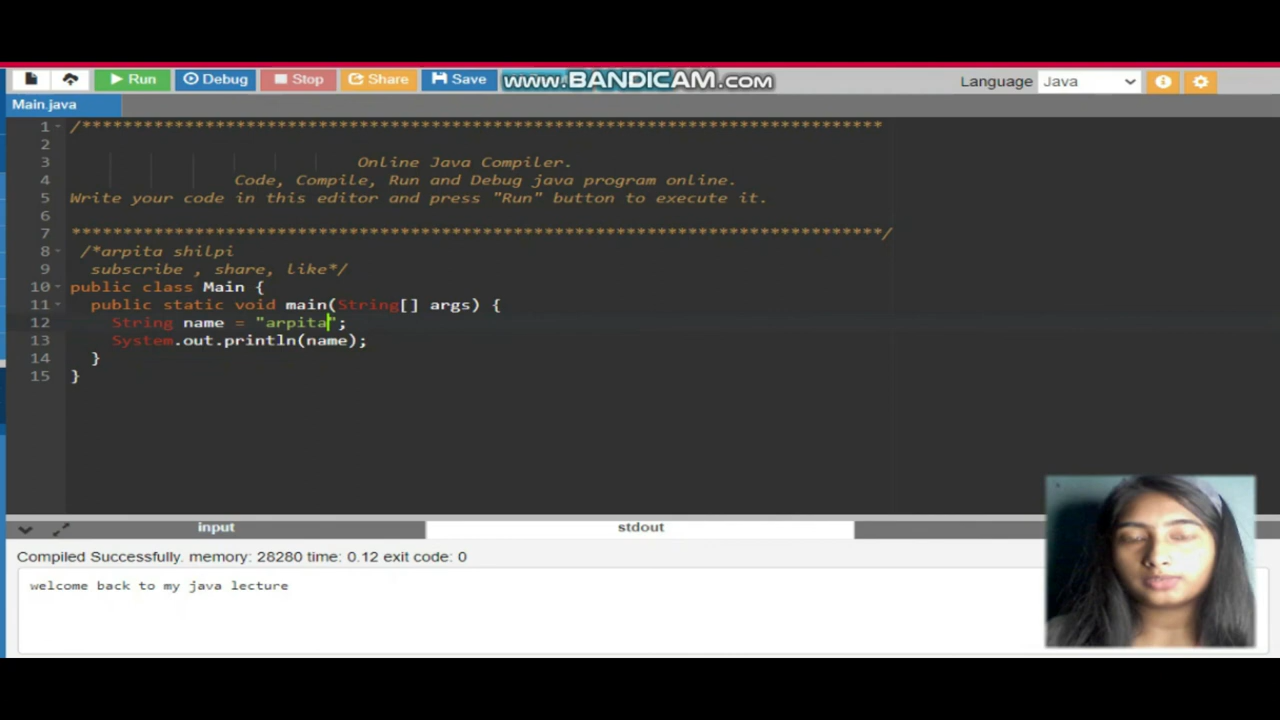 Run Debug Stop Share Save www.BANDICAM.com Language Java
Main.java
1 /******************************************************************************
2
3 Online Java Compiler.
4 Code, Compile, Run and Debug java program online.
5 Write your code in this editor and press "Run" button to execute it.
6
7 *******************************************************************************/
8 /*arpita shilpi
9 subscribe , share, like*/
10 public class Main {
11 public static void main(String[] args) {
12 String name = "arpita";
13 System.out.println(name);
14 }
15 }
input stdout
Compiled Successfully. memory: 28280 time: 0.12 exit code: 0
welcome back to my java lecture